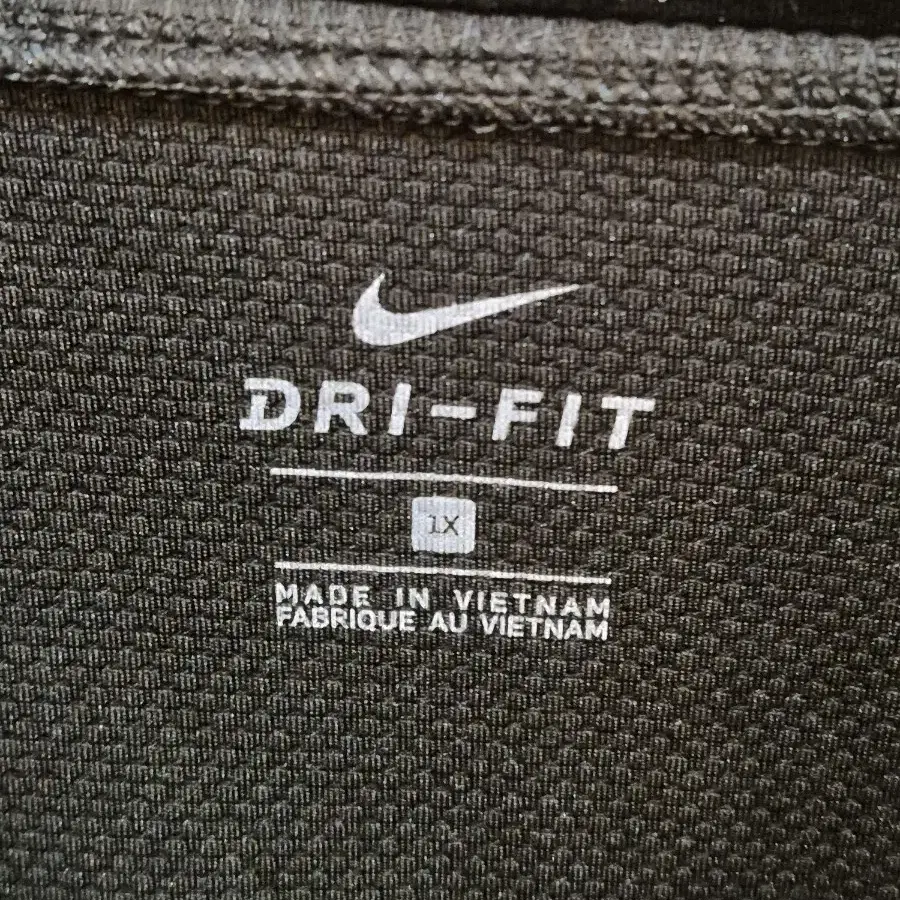 DRI-FIT
1X
MADE IN VIETNAM
FABRIQUE AU VIETNAM